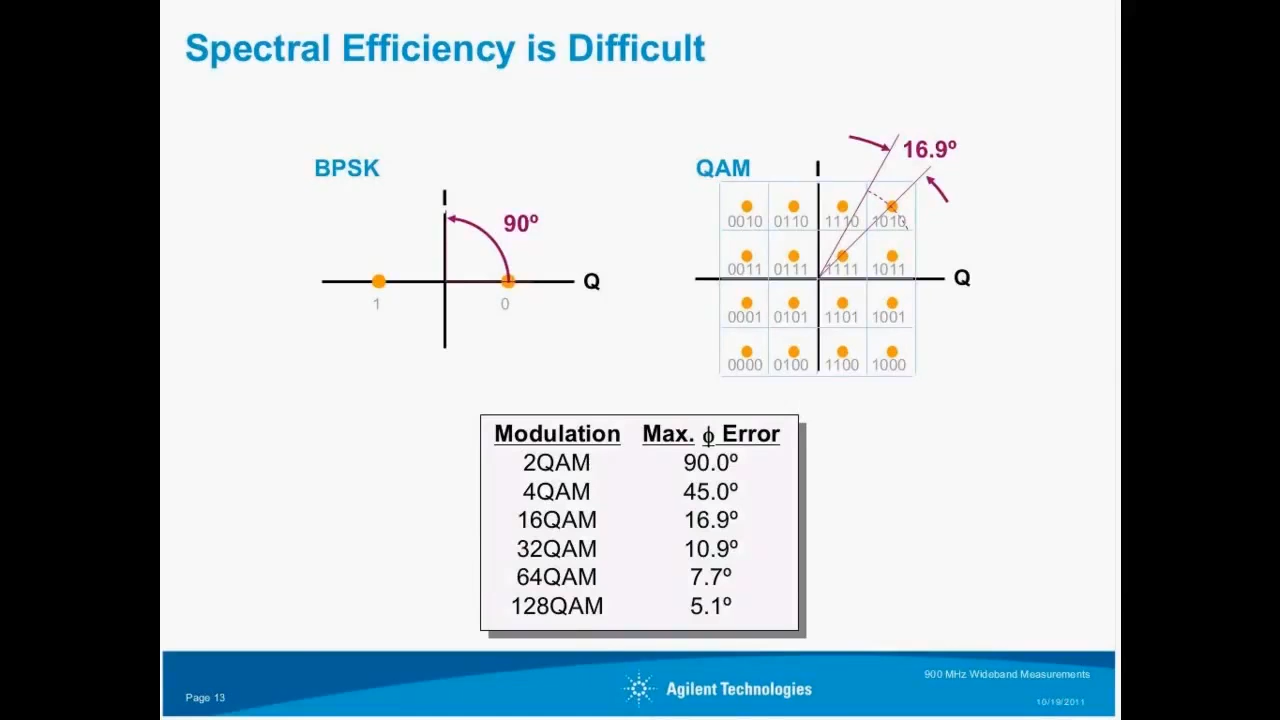 Spectral Efficiency is Difficult
BPSK
I
90º
Q
1
0
QAM
I
16.9º
Q
0010 0110 1110 1010
0011 0111 1111 1011
0001 0101 1101 1001
0000 0100 1100 1000
Modulation Max. ϕ Error
2QAM 90.0º
4QAM 45.0º
16QAM 16.9º
32QAM 10.9º
64QAM 7.7º
128QAM 5.1º
Page 13
Agilent Technologies
900 MHz Wideband Measurements
10/19/2011